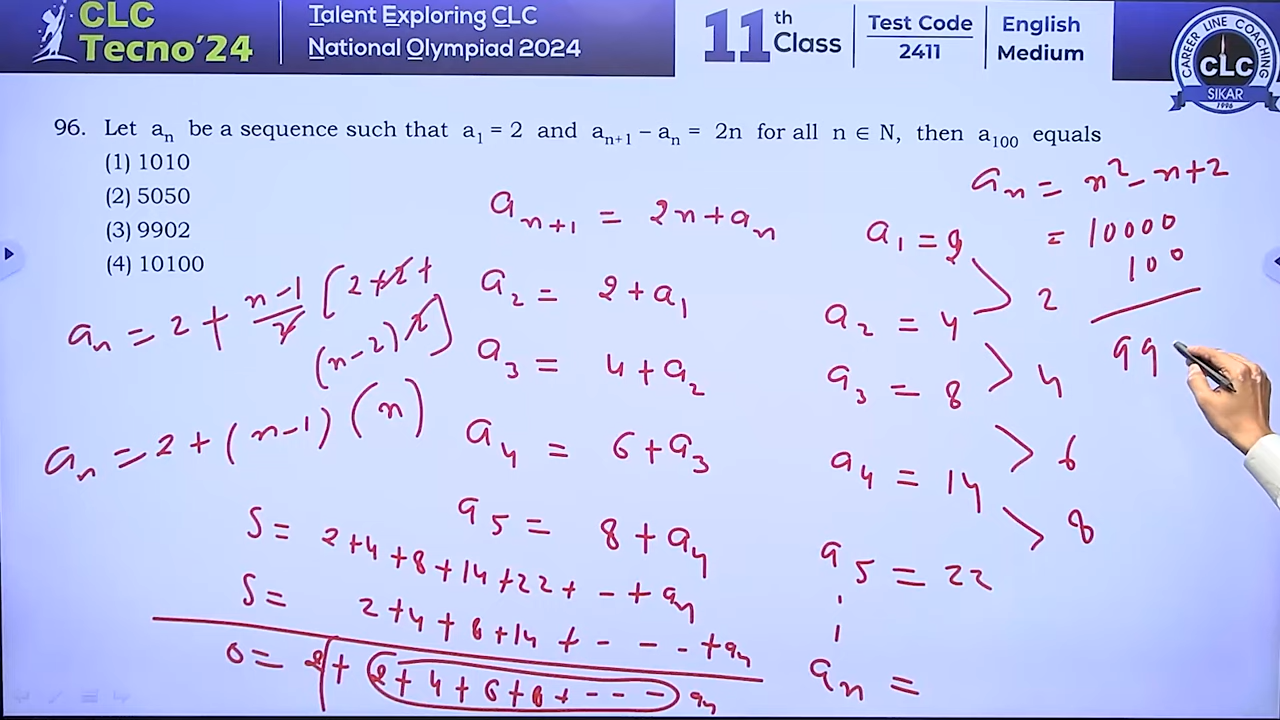 CLC
Tecno'24
Talent Exploring CLC
National Olympiad 2024
11th
Class
Test Code
2411
English
Medium
CAREER LINE COACHING
CLC
SIKAR
1996
96. Let aₙ be a sequence such that a₁ = 2 and aₙ₊₁ – aₙ = 2n for all n ∈ N, then a₁₀₀ equals
(1) 1010
(2) 5050
(3) 9902
(4) 10100
aₙ = 2 + (n-1)/2 [2+2+
(n-2)2]
aₙ = 2 + (n-1) (n)
aₙ₊₁ = 2n + aₙ
a₂ = 2 + a₁
a₃ = 4 + a₂
a₄ = 6 + a₃
a₅ = 8 + a₄
a₁ = 2
a₂ = 4
a₃ = 8
a₄ = 14
a₅ = 22
aₙ =
2
4
6
8
aₙ = n² - n + 2
= 10000
100
99
S = 2+4+8+14+22+ - + aₙ
S = 2+4+8+14+ - - - + aₙ
0 = 2 + 2+4+6+8+ - - - - aₙ